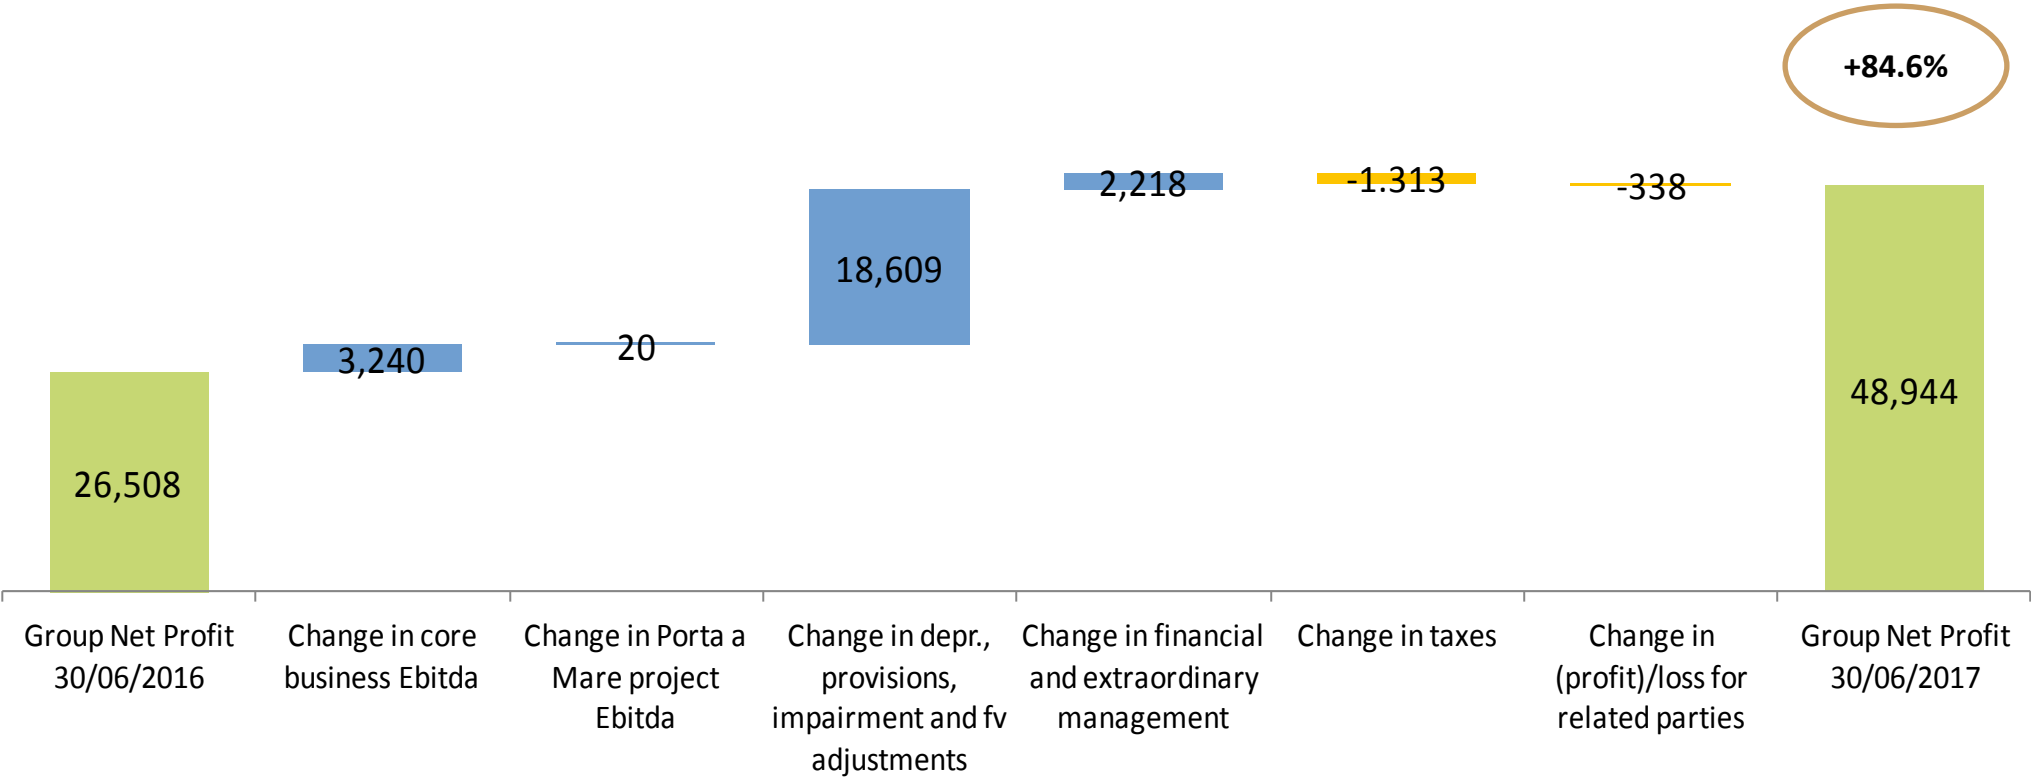 +84.6%
2,218
-1.313
-338
18,609
20
3,240
48,944
26,508
Group Net Profit
30/06/2016
Change in core
business Ebitda
Change in Porta a
Mare project
Ebitda
Change in depr.,
provisions,
impairment and fv
adjustments
Change in financial
and extraordinary
management
Change in taxes
Change in
(profit)/loss for
related parties
Group Net Profit
30/06/2017